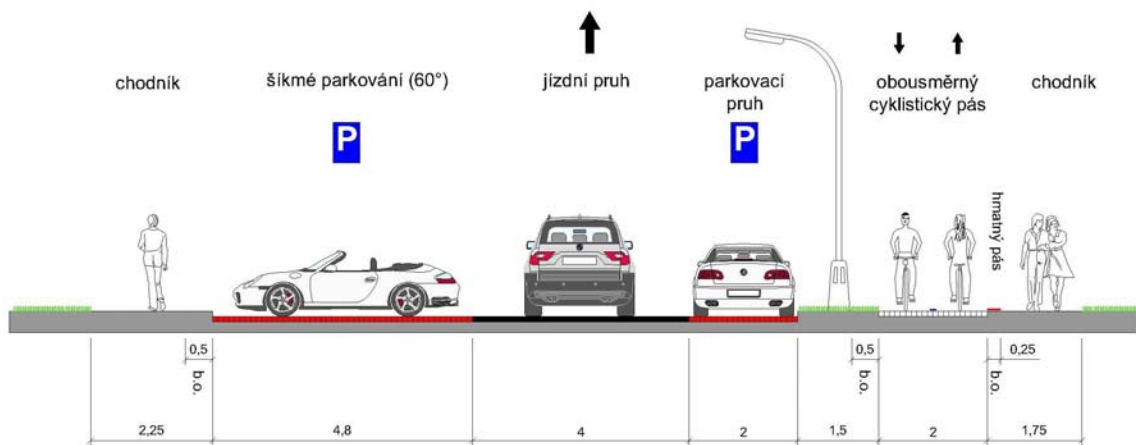 chodník
šíkmé parkování (60°)
jízdní pruh
parkovací
pruh
obousměrný
cyklistický pás
chodník
P
P
hmatný pás
0,5
b.o.
0,5
b.o.
b.o.
0,25
2,25
4,8
4
2
1,5
2
1,75